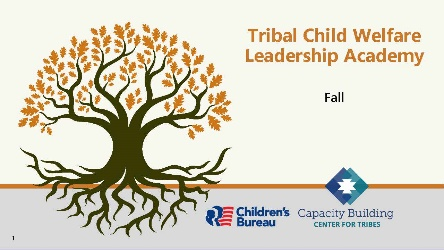 Tribal Child Welfare
Leadership Academy
Fall
Children's
Bureau
Capacity Building
CENTER FOR TRIBES
1